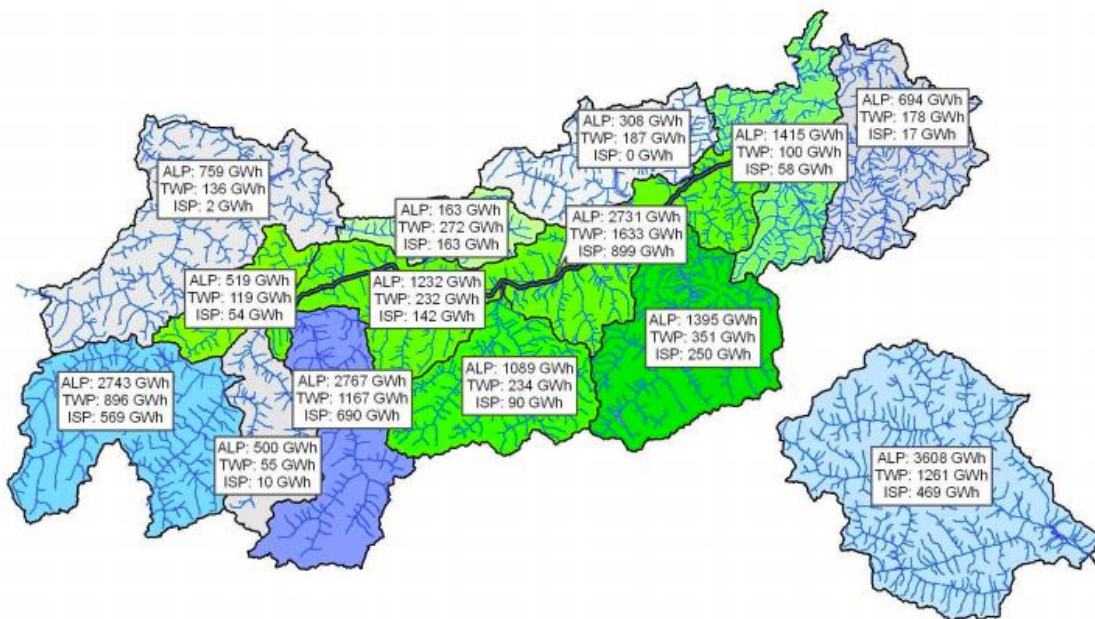 ALP: 694 GWh
TWP: 178 GWh
ISP: 17 GWh
ALP: 308 GWh
TWP: 187 GWh
ISP: 0 GWh
ALP: 1415 GWh
TWP: 100 GWh
ISP: 58 GWh
ALP: 759 GWh
TWP: 136 GWh
ISP: 2 GWh
ALP: 163 GWh
TWP: 272 GWh
ISP: 163 GWh
ALP: 2731 GWh
TWP: 1633 GWh
ISP: 899 GWh
ALP: 519 GWh
TWP: 119 GWh
ISP: 54 GWh
ALP: 1232 GWh
TWP: 232 GWh
ISP: 142 GWh
ALP: 1395 GWh
TWP: 351 GWh
ISP: 250 GWh
ALP: 2743 GWh
TWP: 896 GWh
ISP: 569 GWh
ALP: 2767 GWh
TWP: 1167 GWh
ISP: 690 GWh
ALP: 1089 GWh
TWP: 234 GWh
ISP: 90 GWh
ALP: 500 GWh
TWP: 55 GWh
ISP: 10 GWh
ALP: 3608 GWh
TWP: 1261 GWh
ISP: 469 GWh